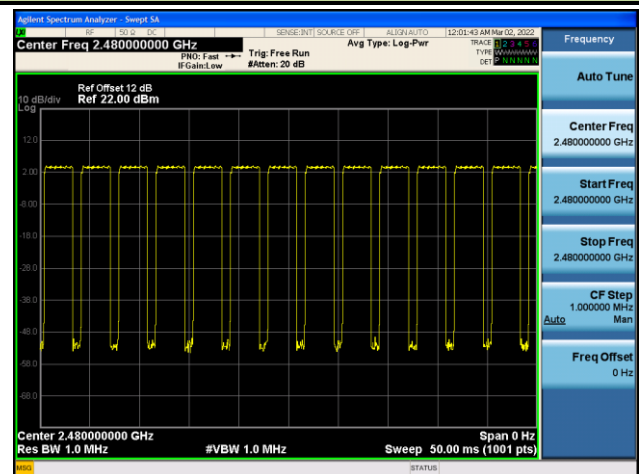 Agilent Spectrum Analyzer - Swept SA
RF 50 Ω DC SENSE:INT SOURCE OFF ALIGN AUTO 12:01:43 AM Mar 02, 2022
Center Freq 2.480000000 GHz
PNO: Fast
IFGain:Low
Trig: Free Run
#Atten: 20 dB
Avg Type: Log-Pwr
TRACE 1 2 3 4 5 6
TYPE
DET P N N N N N
Ref Offset 12 dB
10 dB/div Ref 22.00 dBm
Log
12.0
2.00
-8.00
-18.0
-28.0
-38.0
-48.0
-58.0
-68.0
Center 2.480000000 GHz Span 0 Hz
Res BW 1.0 MHz #VBW 1.0 MHz Sweep 50.00 ms (1001 pts)
MSG STATUS
Frequency
Auto Tune
Center Freq
2.480000000 GHz
Start Freq
2.480000000 GHz
Stop Freq
2.480000000 GHz
CF Step
1.000000 MHz
Auto Man
Freq Offset
0 Hz